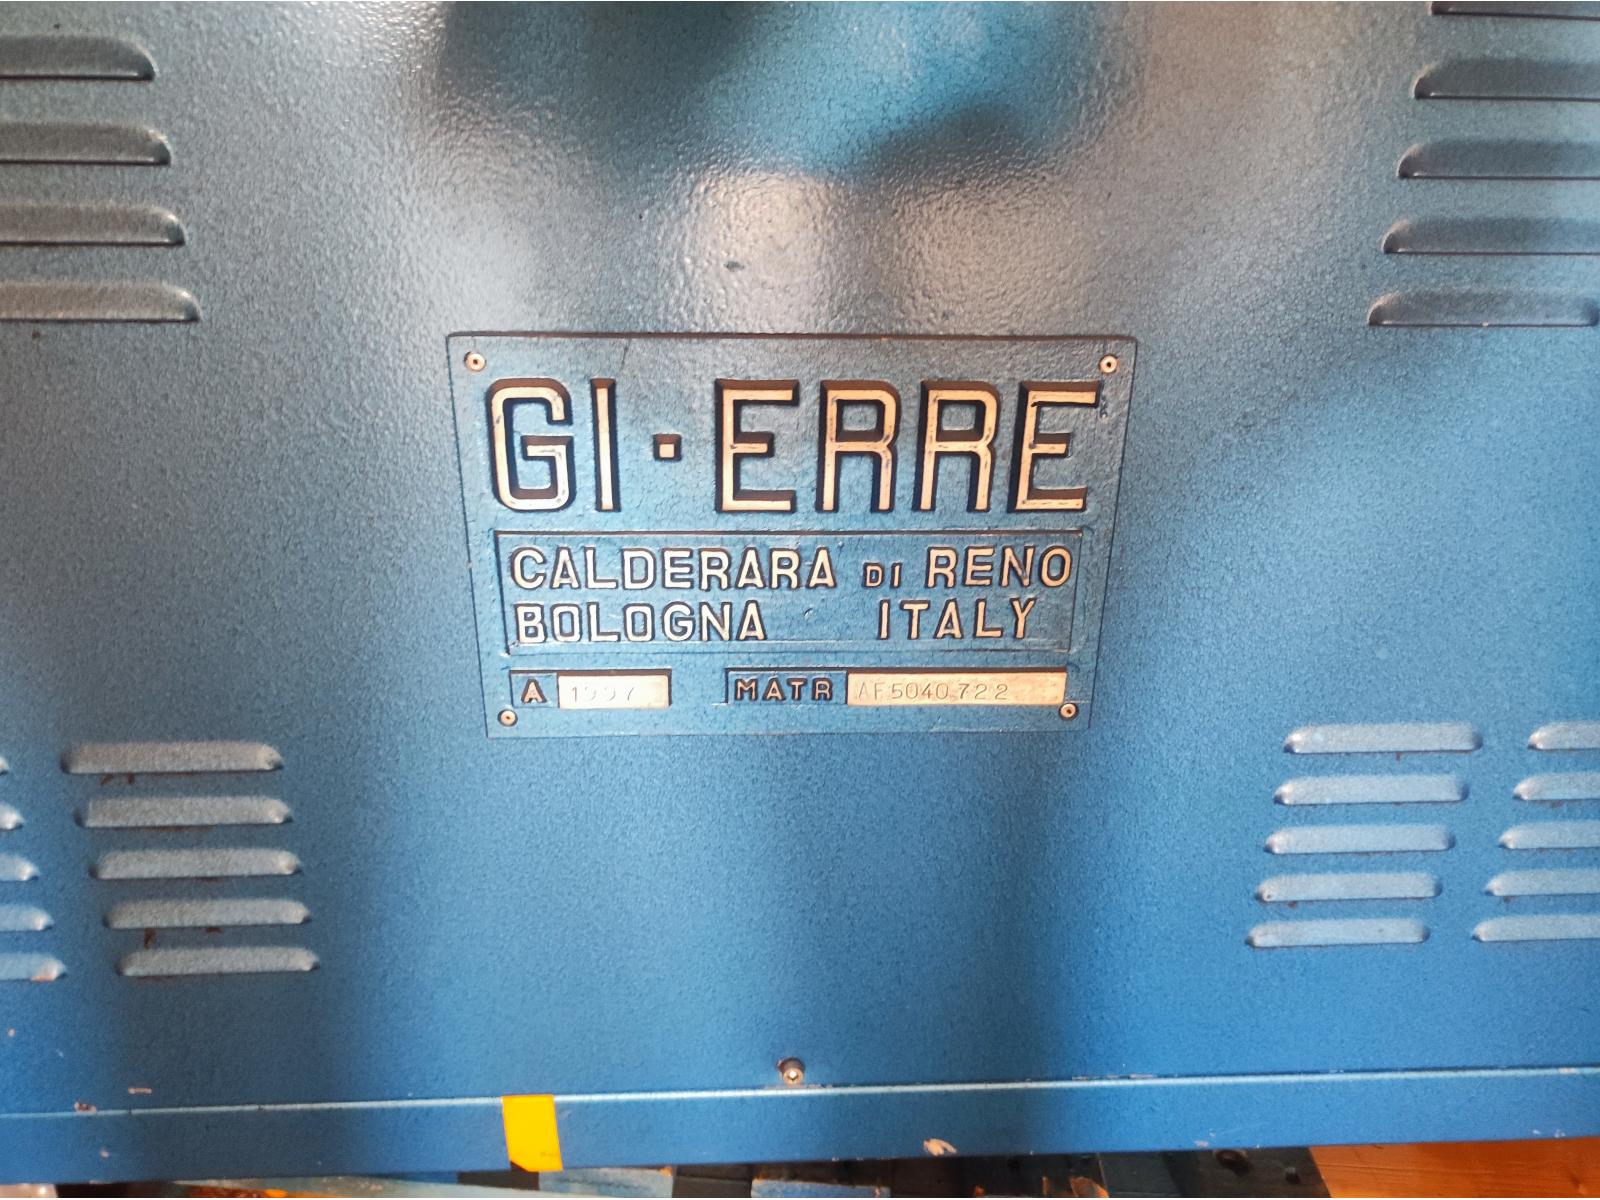 GI·ERRE
CALDERARA DI RENO
BOLOGNA ITALY
A 1997 MATR AF5040722